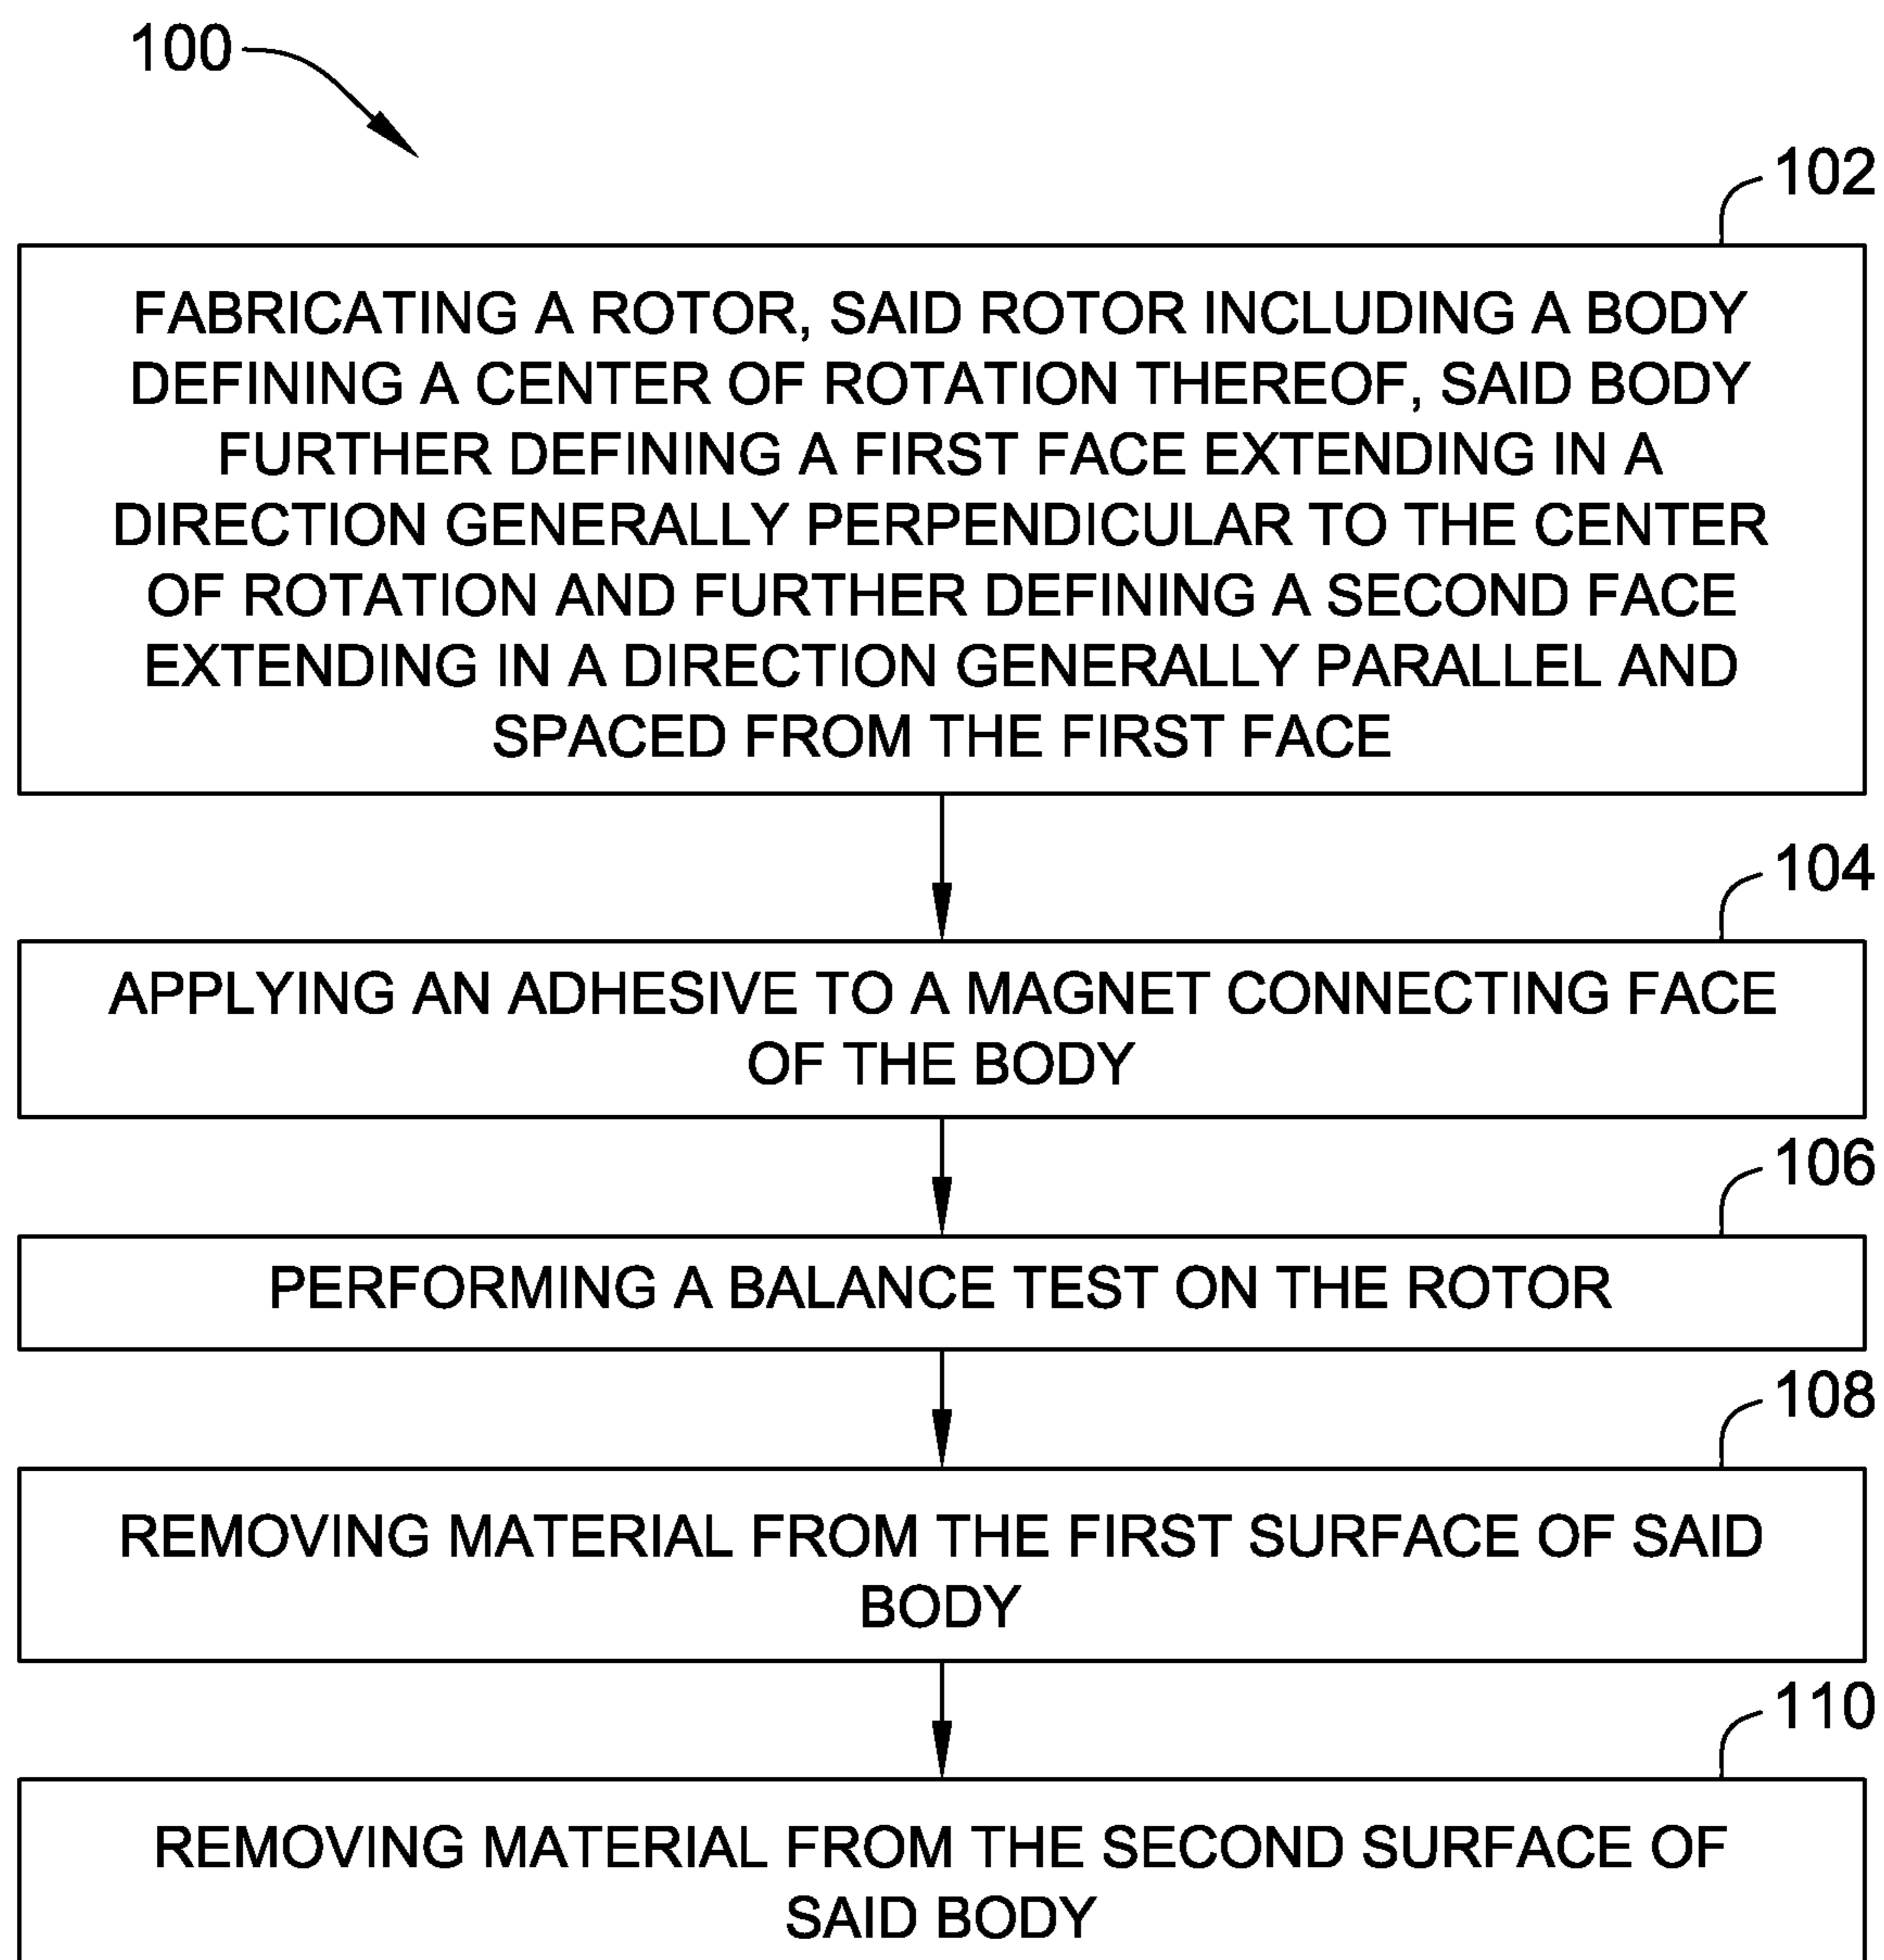 100
102
FABRICATING A ROTOR, SAID ROTOR INCLUDING A BODY
DEFINING A CENTER OF ROTATION THEREOF, SAID BODY
FURTHER DEFINING A FIRST FACE EXTENDING IN A
DIRECTION GENERALLY PERPENDICULAR TO THE CENTER
OF ROTATION AND FURTHER DEFINING A SECOND FACE
EXTENDING IN A DIRECTION GENERALLY PARALLEL AND
SPACED FROM THE FIRST FACE
104
APPLYING AN ADHESIVE TO A MAGNET CONNECTING FACE
OF THE BODY
106
PERFORMING A BALANCE TEST ON THE ROTOR
108
REMOVING MATERIAL FROM THE FIRST SURFACE OF SAID
BODY
110
REMOVING MATERIAL FROM THE SECOND SURFACE OF
SAID BODY